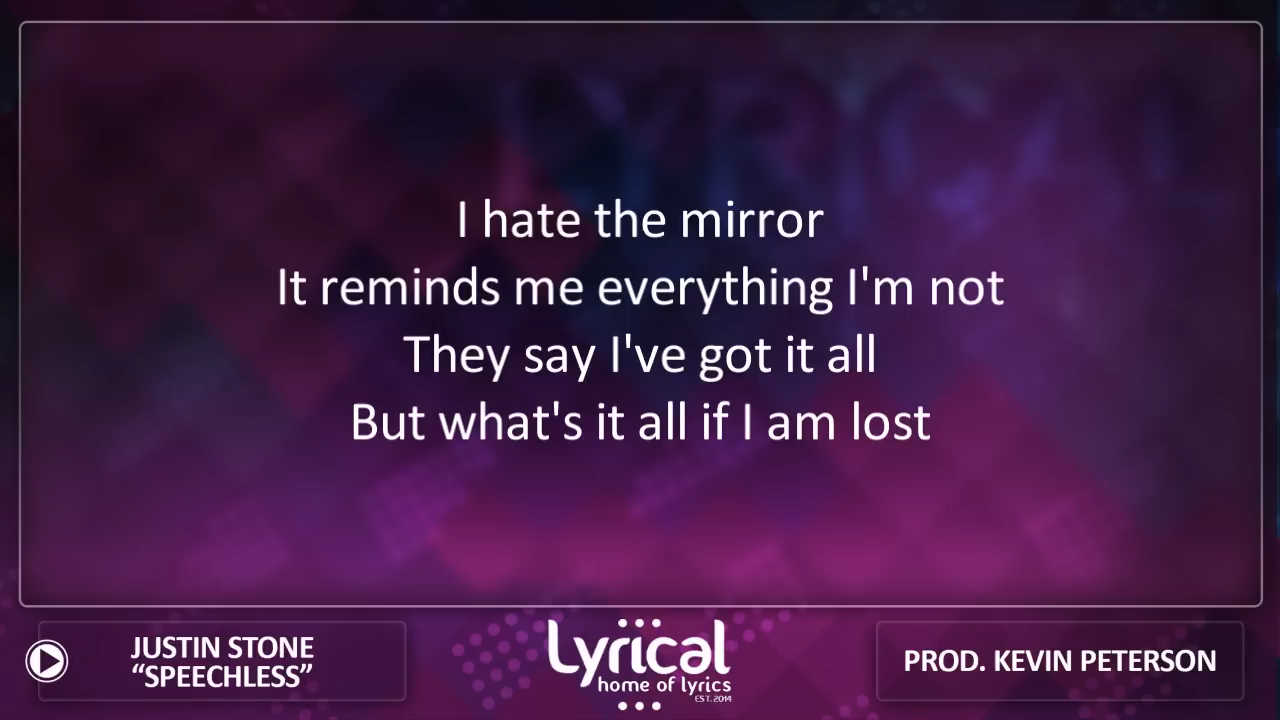 I hate the mirror
It reminds me everything I'm not
They say I've got it all
But what's it all if I am lost
JUSTIN STONE
“SPEECHLESS”
Lyrical
home of lyrics
EST. 2014
PROD. KEVIN PETERSON